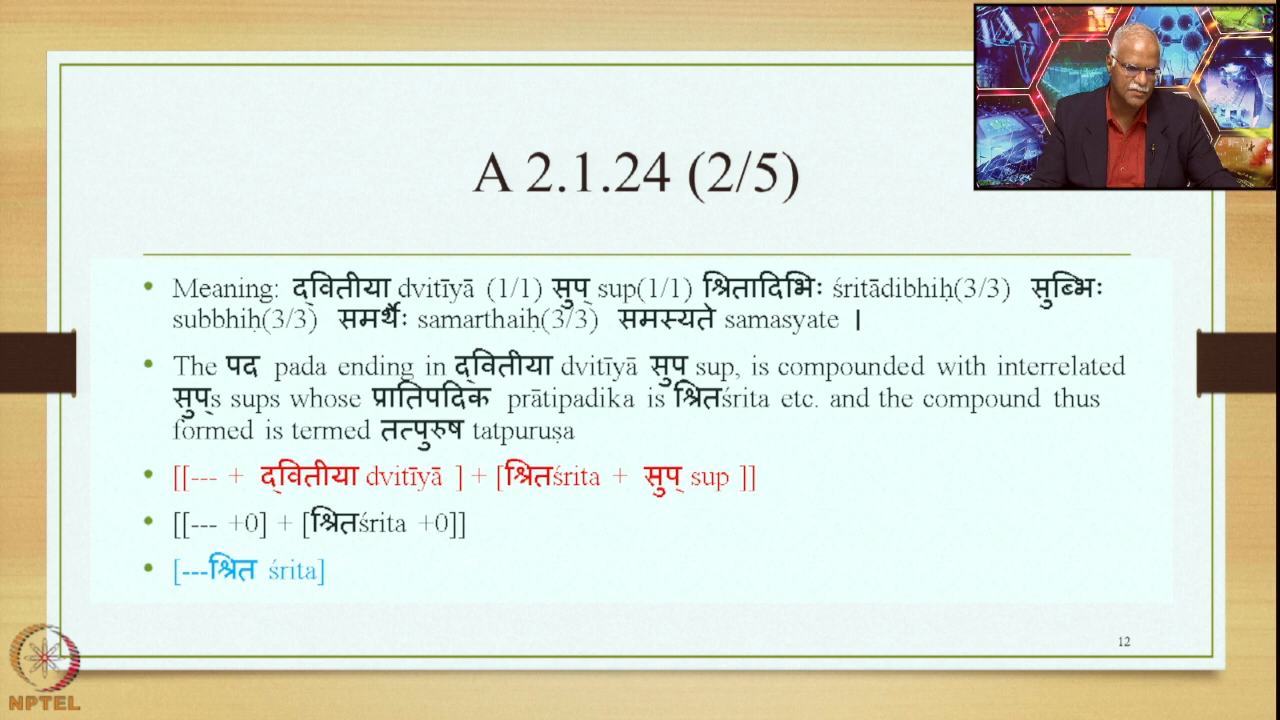 A 2.1.24 (2/5)
• Meaning: द्वितीया dvitīyā (1/1) सुप् sup(1/1) श्रितादिभिः śritādibhiḥ(3/3) सुब्भिः
subbhiḥ(3/3) समर्थैः samarthaiḥ(3/3) समस्यते samasyate ।
• The पद pada ending in द्वितीया dvitīyā सुप् sup, is compounded with interrelated
सुप्s sups whose प्रातिपदिक prātipadika is श्रितśrita etc. and the compound thus
formed is termed तत्पुरुष tatpuruṣa
• [[--- + द्वितीया dvitīyā ] + [श्रितśrita + सुप् sup ]]
• [[--- +0] + [श्रितśrita +0]]
• [---श्रित śrita]
12
NPTEL